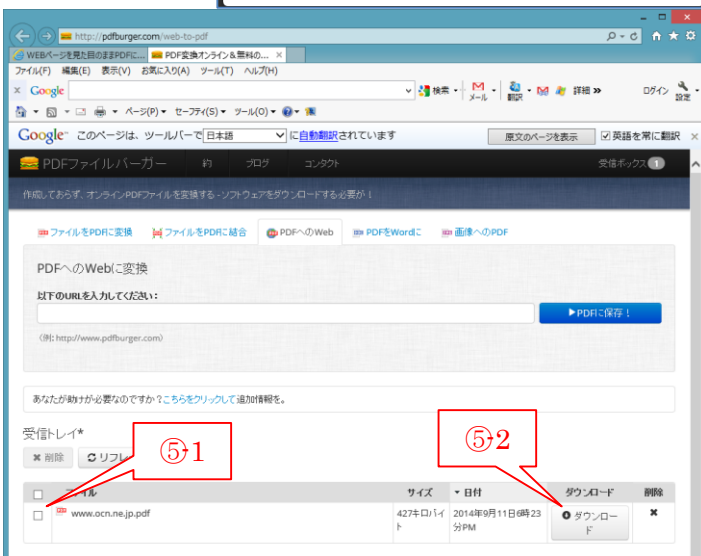 http://pdfburger.com/web-to-pdf
WEBページを見た目のままPDFに... PDF変換オンライン＆無料の... ×
ファイル(F) 編集(E) 表示(V) お気に入り(A) ツール(T) ヘルプ(H)
× Google 検索 メール 翻訳 詳細 » ログイン 設定
ページ(P) セーフティ(S) ツール(O)
Google このページは、ツールバーで 日本語 に自動翻訳されています 原文のページを表示 英語を常に翻訳 ×
PDFファイルバーガー 約 ブログ コンタクト 受信ボックス 1
作成しておらず、オンラインPDFファイルを変換する - ソフトウェアをダウンロードする必要が！
ファイルをPDFに変換 ファイルをPDFに結合 PDFへのWeb PDFをWordに 画像へのPDF
PDFへのWebに変換
以下のURLを入力してください：
PDFに保存！
(例: http://www.pdfburger.com)
あなたが助けが必要なのですか？こちらをクリックして追加情報を。
受信トレイ*
削除 リフレ
⑤-1
⑤-2
ファイル サイズ 日付 ダウンロード 削除
www.ocn.ne.jp.pdf 427キロバイ 2014年9月11日6時23 ダウンロー
ト 分PM ド